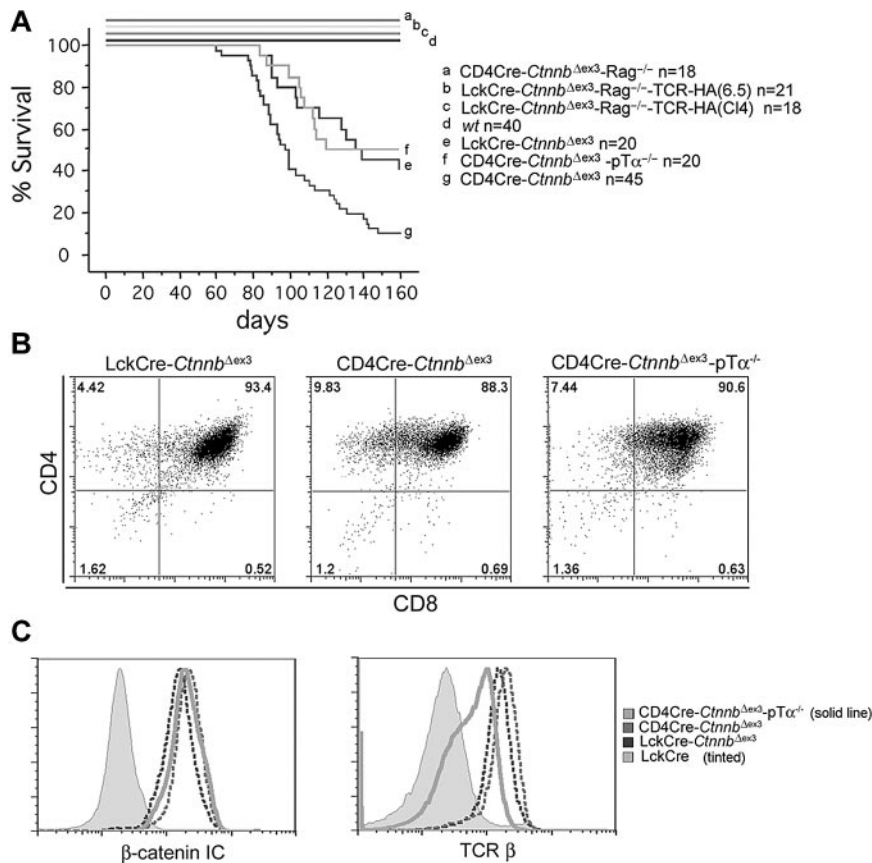 A
a
b
c
d
100
80
60
40
20
0
% Survival
f
e
g
0 20 40 60 80 100 120 140 160
days
a CD4Cre-Ctnnb^Δex3-Rag−/− n=18
b LckCre-Ctnnb^Δex3-Rag−/−-TCR-HA(6.5) n=21
c LckCre-Ctnnb^Δex3-Rag−/−-TCR-HA(Cl4) n=18
d wt n=40
e LckCre-Ctnnb^Δex3 n=20
f CD4Cre-Ctnnb^Δex3 -pTα−/− n=20
g CD4Cre-Ctnnb^Δex3 n=45
B
LckCre-Ctnnb^Δex3 CD4Cre-Ctnnb^Δex3 CD4Cre-Ctnnb^Δex3-pTα-/-
4.42 93.4 9.83 88.3 7.44 90.6
CD4
1.62 0.52 1.2 0.69 1.36 0.63
CD8
C
CD4Cre-Ctnnb^Δex3-pTα-/- (solid line)
CD4Cre-Ctnnb^Δex3
LckCre-Ctnnb^Δex3
LckCre (tinted)
β-catenin IC TCR β